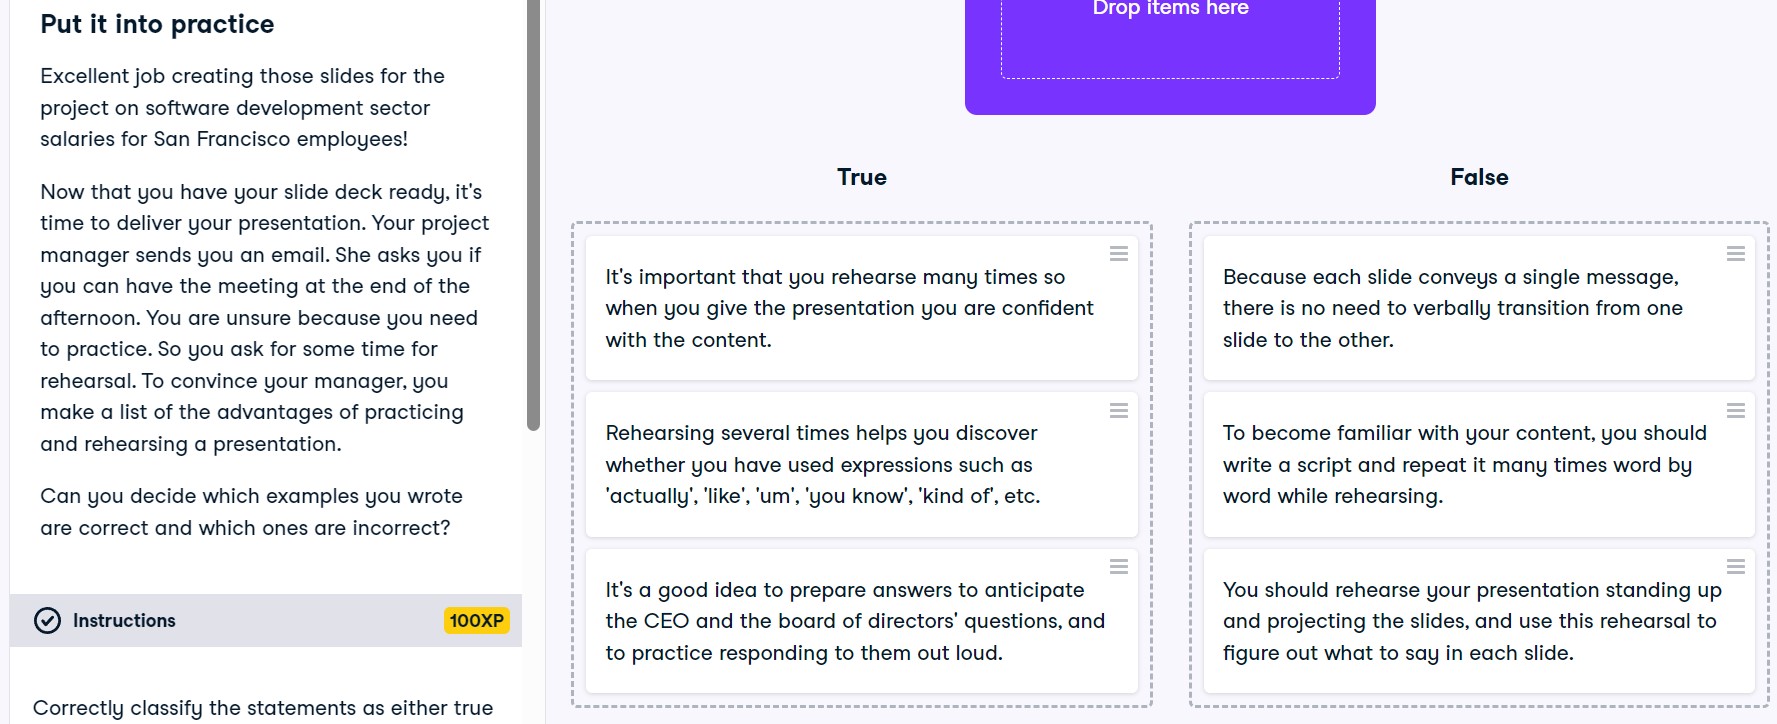 Put it into practice
Excellent job creating those slides for the
project on software development sector
salaries for San Francisco employees!
Now that you have your slide deck ready, it's
time to deliver your presentation. Your project
manager sends you an email. She asks you if
you can have the meeting at the end of the
afternoon. You are unsure because you need
to practice. So you ask for some time for
rehearsal. To convince your manager, you
make a list of the advantages of practicing
and rehearsing a presentation.
Can you decide which examples you wrote
are correct and which ones are incorrect?
Instructions
100XP
Correctly classify the statements as either true
Drop items here
True
It's important that you rehearse many times so
when you give the presentation you are confident
with the content.
Rehearsing several times helps you discover
whether you have used expressions such as
'actually', 'like', 'um', 'you know', 'kind of', etc.
It's a good idea to prepare answers to anticipate
the CEO and the board of directors' questions, and
to practice responding to them out loud.
False
Because each slide conveys a single message,
there is no need to verbally transition from one
slide to the other.
To become familiar with your content, you should
write a script and repeat it many times word by
word while rehearsing.
You should rehearse your presentation standing up
and projecting the slides, and use this rehearsal to
figure out what to say in each slide.